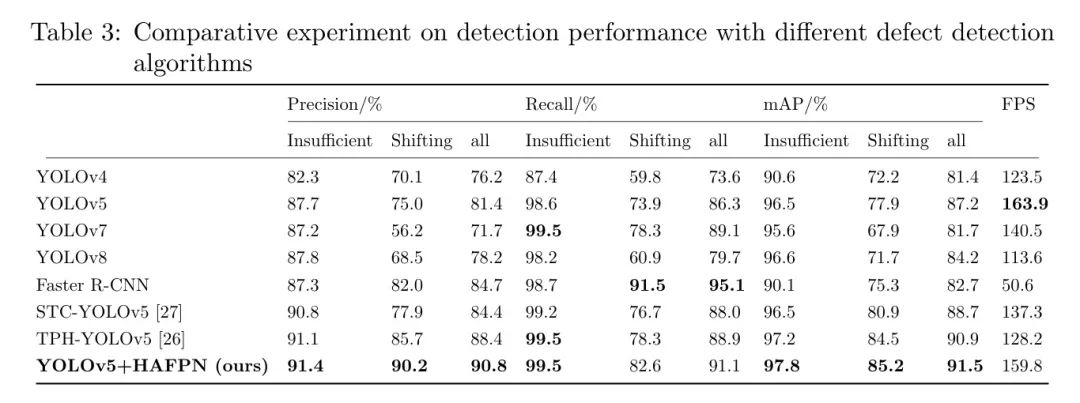 Table 3: Comparative experiment on detection performance with different defect detection
algorithms
Precision/% Recall/% mAP/% FPS
Insufficient Shifting all Insufficient Shifting all Insufficient Shifting all
YOLOv4 82.3 70.1 76.2 87.4 59.8 73.6 90.6 72.2 81.4 123.5
YOLOv5 87.7 75.0 81.4 98.6 73.9 86.3 96.5 77.9 87.2 163.9
YOLOv7 87.2 56.2 71.7 99.5 78.3 89.1 95.6 67.9 81.7 140.5
YOLOv8 87.8 68.5 78.2 98.2 60.9 79.7 96.6 71.7 84.2 113.6
Faster R-CNN 87.3 82.0 84.7 98.7 91.5 95.1 90.1 75.3 82.7 50.6
STC-YOLOv5 [27] 90.8 77.9 84.4 99.2 76.7 88.0 96.5 80.9 88.7 137.3
TPH-YOLOv5 [26] 91.1 85.7 88.4 99.5 78.3 88.9 97.2 84.5 90.9 128.2
YOLOv5+HAFPN (ours) 91.4 90.2 90.8 99.5 82.6 91.1 97.8 85.2 91.5 159.8